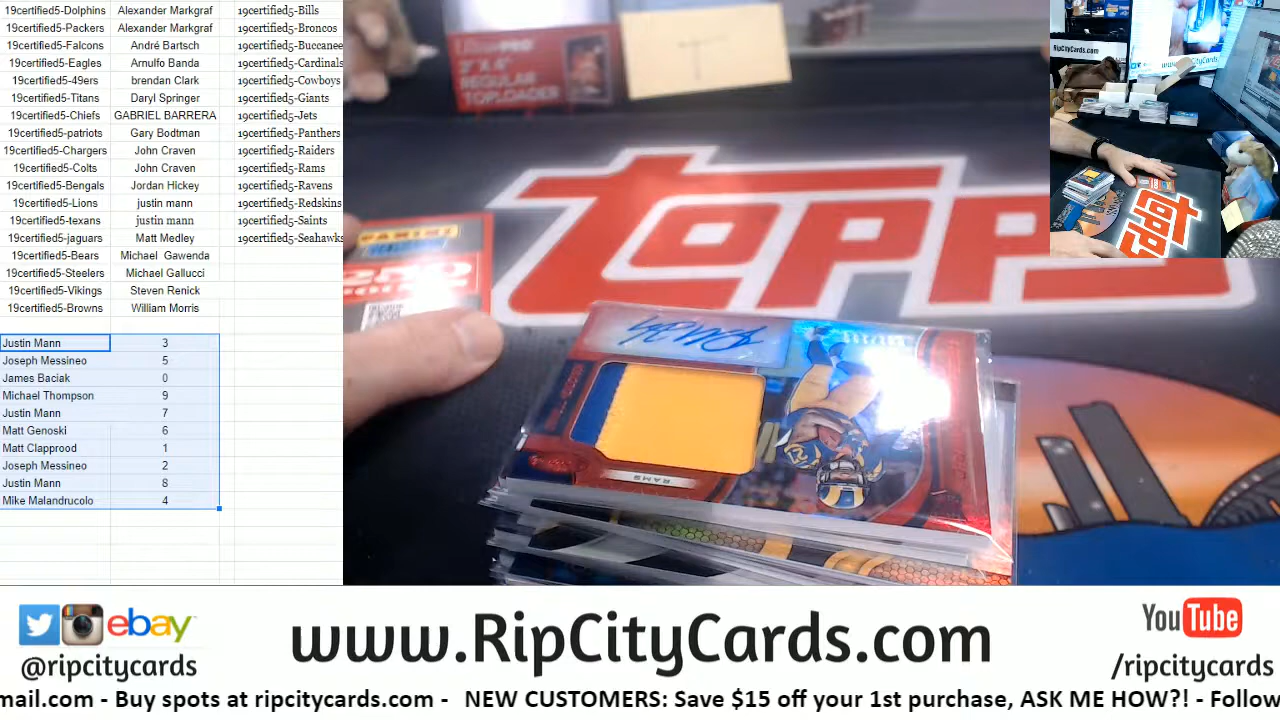 19certified5-Dolphins Alexander Markgraf 19certified5-Bills
19certified5-Packers Alexander Markgraf 19certified5-Broncos
19certified5-Falcons André Bartsch 19certified5-Buccanee
19certified5-Eagles Arnulfo Banda 19certified5-Cardinals
19certified5-49ers brendan Clark 19certified5-Cowboys
19certified5-Titans Daryl Springer 19certified5-Giants
19certified5-Chiefs GABRIEL BARRERA 19certified5-Jets
19certified5-patriots Gary Bodtman 19certified5-Panthers
19certified5-Chargers John Craven 19certified5-Raiders
19certified5-Colts John Craven 19certified5-Rams
19certified5-Bengals Jordan Hickey 19certified5-Ravens
19certified5-Lions justin mann 19certified5-Redskins
19certified5-texans justin mann 19certified5-Saints
19certified5-jaguars Matt Medley 19certified5-Seahawks
19certified5-Bears Michael Gawenda
19certified5-Steelers Michael Gallucci
19certified5-Vikings Steven Renick
19certified5-Browns William Morris
Justin Mann 3
Joseph Messineo 5
James Baciak 0
Michael Thompson 9
Justin Mann 7
Matt Genoski 6
Matt Clapprood 1
Joseph Messineo 2
Justin Mann 8
Mike Malandrucolo 4
Ultra PRO
3" X 4"
REGULAR
TOPLOADER
topps
PANINI
RAMS
RipCity.com
topps
YouTube
ebay
@ripcitycards
www.RipCityCards.com
/ripcitycards
mail.com - Buy spots at ripcitycards.com - NEW CUSTOMERS: Save $15 off your 1st purchase, ASK ME HOW?! - Follow